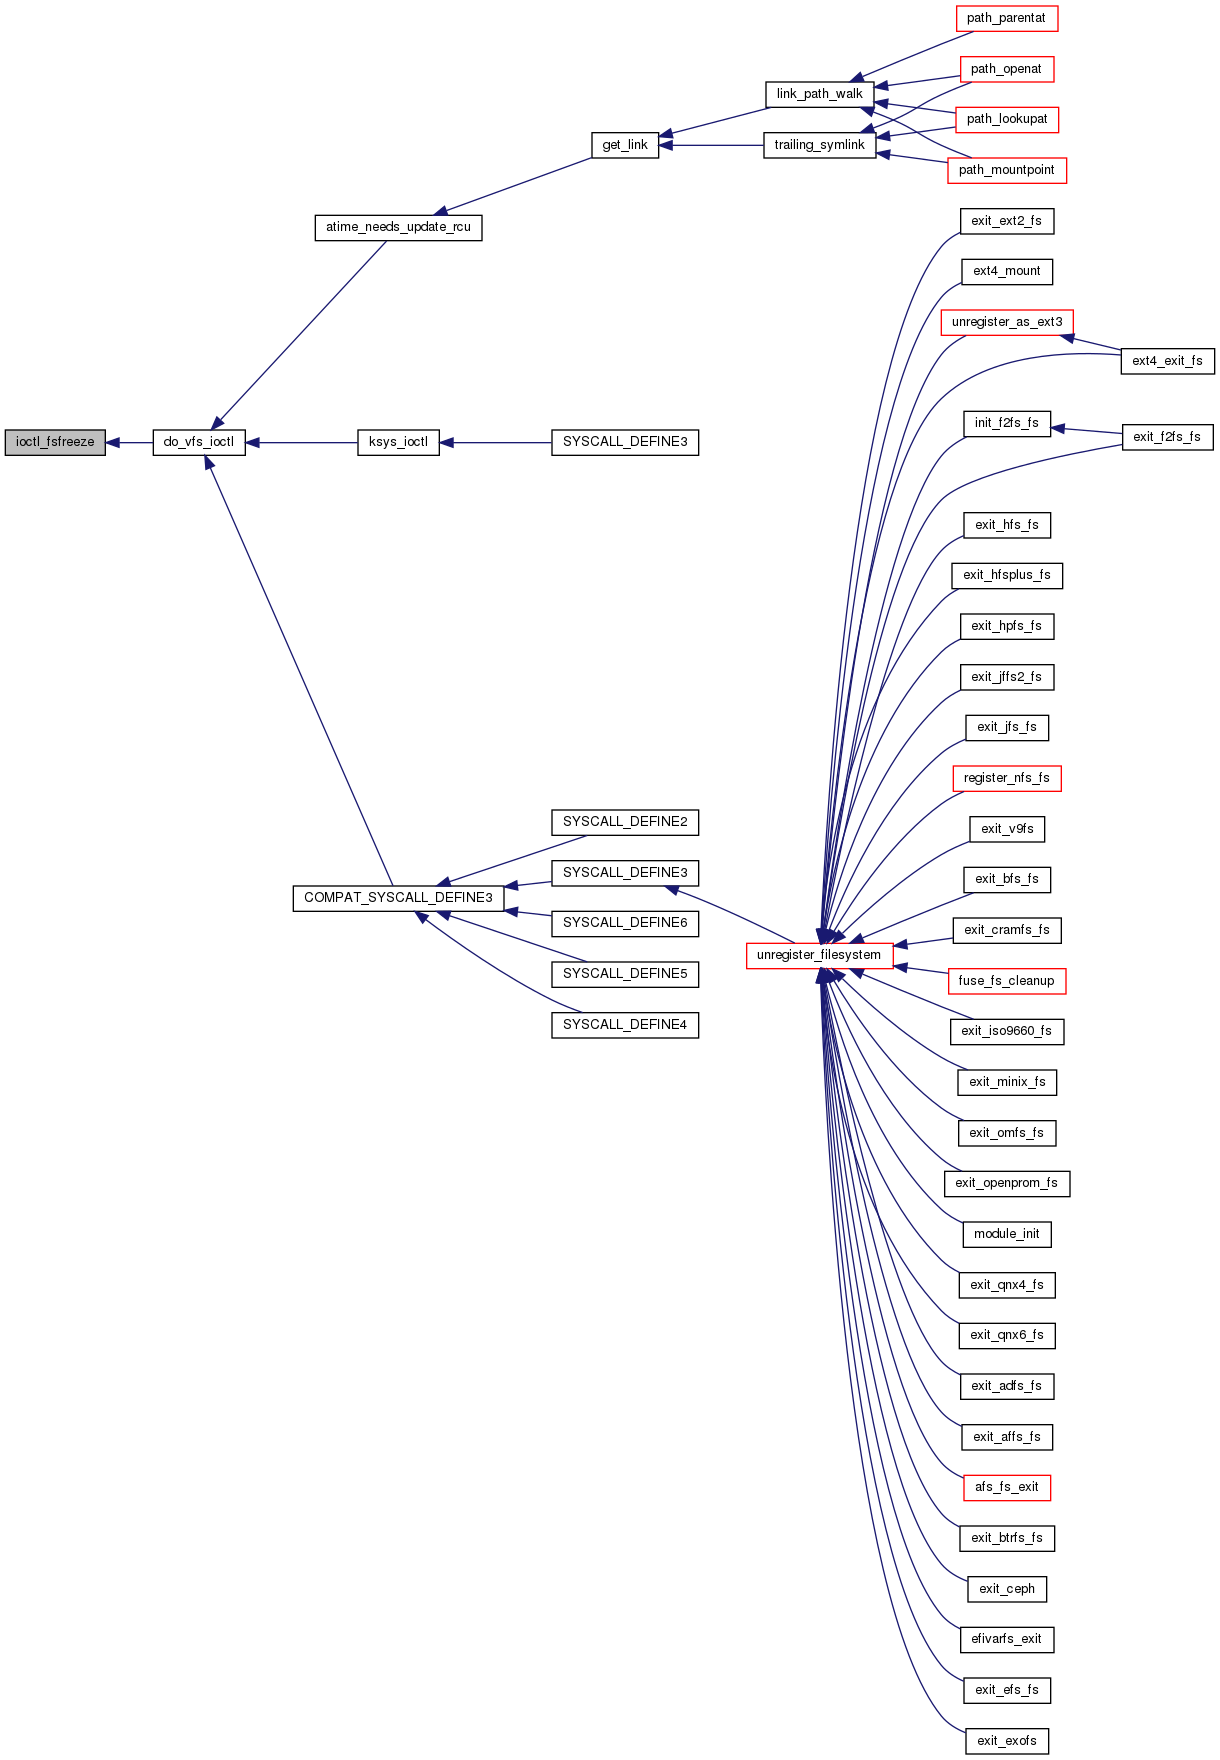 path_parentat
path_openat
link_path_walk
path_lookupat
get_link
trailing_symlink
path_mountpoint
exit_ext2_fs
atime_needs_update_rcu
ext4_mount
unregister_as_ext3
ext4_exit_fs
init_f2fs_fs
exit_f2fs_fs
ioctl_fsfreeze
do_vfs_ioctl
ksys_ioctl
SYSCALL_DEFINE3
exit_hfs_fs
exit_hfsplus_fs
exit_hpfs_fs
exit_jffs2_fs
exit_jfs_fs
register_nfs_fs
SYSCALL_DEFINE2
exit_v9fs
SYSCALL_DEFINE3
exit_bfs_fs
COMPAT_SYSCALL_DEFINE3
SYSCALL_DEFINE6
exit_cramfs_fs
unregister_filesystem
SYSCALL_DEFINE5
fuse_fs_cleanup
SYSCALL_DEFINE4
exit_iso9660_fs
exit_minix_fs
exit_omfs_fs
exit_openprom_fs
module_init
exit_qnx4_fs
exit_qnx6_fs
exit_adfs_fs
exit_affs_fs
afs_fs_exit
exit_btrfs_fs
exit_ceph
efivarfs_exit
exit_efs_fs
exit_exofs